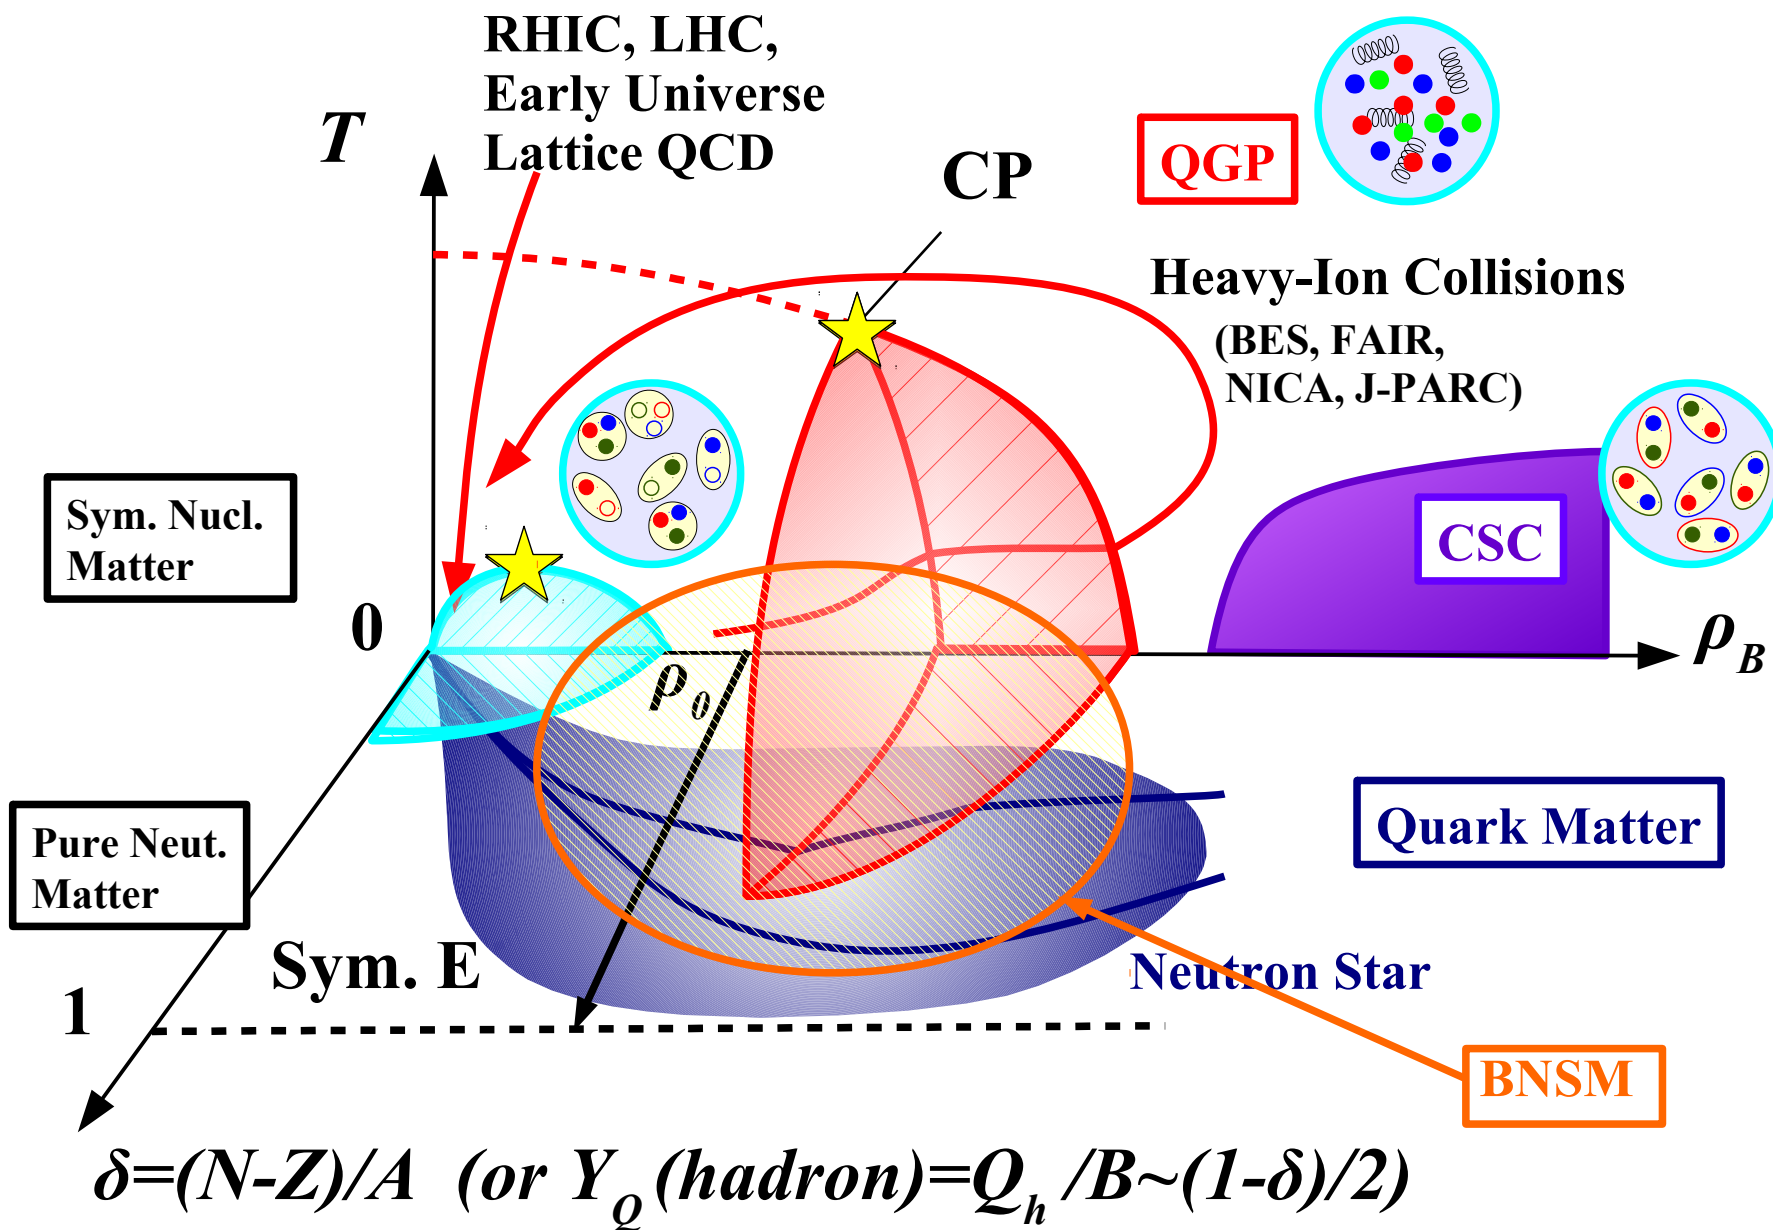 RHIC, LHC,
Early Universe
Lattice QCD
T
CP
QGP
Heavy-Ion Collisions
(BES, FAIR,
NICA, J-PARC)
Sym. Nucl.
Matter
CSC
0
ρB
ρ0
Pure Neut.
Matter
Quark Matter
Sym. E
Neutron Star
1
BNSM
δ=(N-Z)/A (or YQ(hadron)=Qh/B~(1-δ)/2)